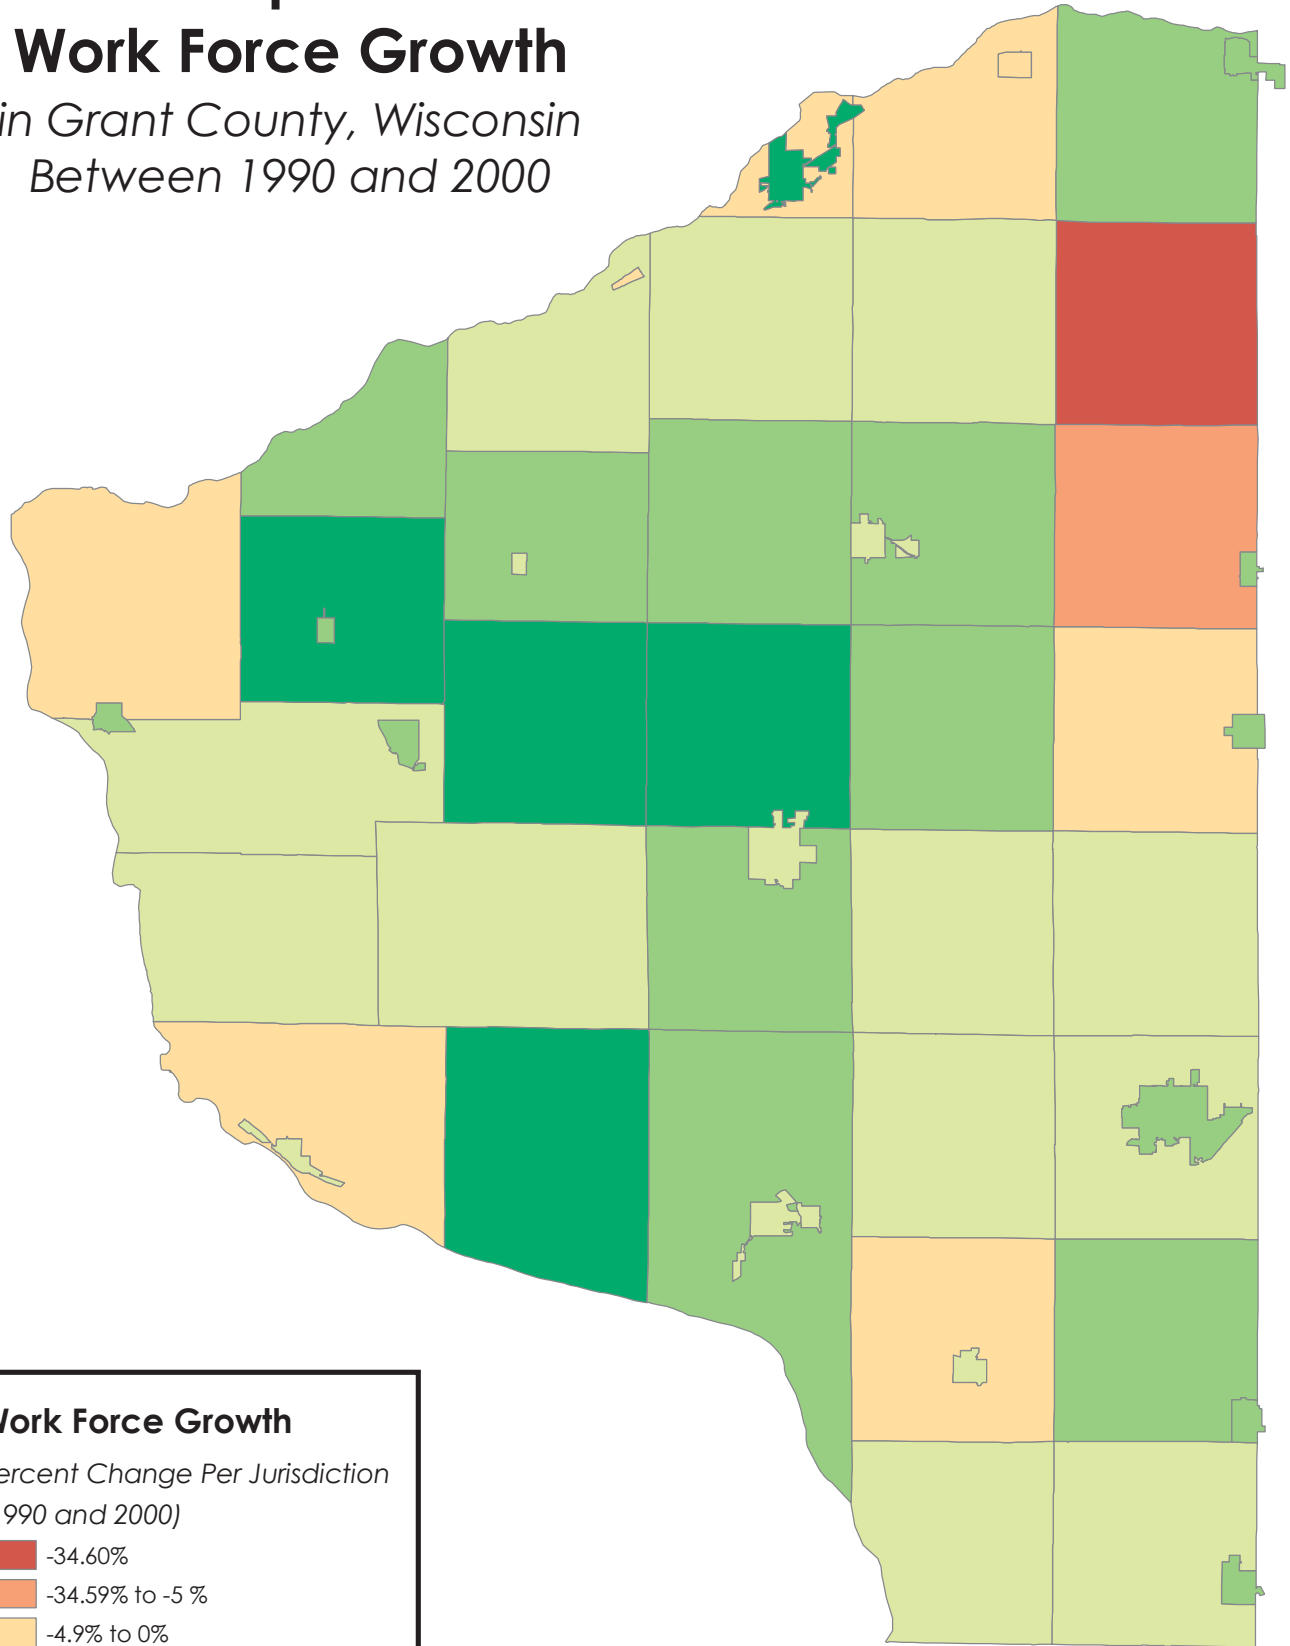 Work Force Growth
in Grant County, Wisconsin
Between 1990 and 2000
Work Force Growth
ercent Change Per Jurisdiction
990 and 2000)
-34.60%
-34.59% to -5 %
-4.9% to 0%